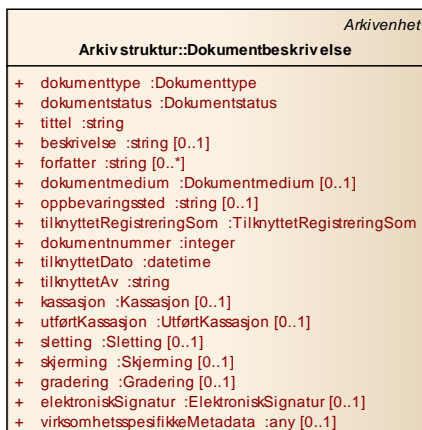 Arkivenhet
Arkivstruktur::Dokumentbeskrivelse
+ dokumenttype :Dokumenttype
+ dokumentstatus :Dokumentstatus
+ tittel :string
+ beskrivelse :string [0..1]
+ forfatter :string [0..*]
+ dokumentmedium :Dokumentmedium [0..1]
+ oppbevaringssted :string [0..1]
+ tilknyttetRegistreringSom :TilknyttetRegistreringSom
+ dokumentnummer :integer
+ tilknyttetDato :datetime
+ tilknyttetAv :string
+ kassasjon :Kassasjon [0..1]
+ utførtKassasjon :UtførtKassasjon [0..1]
+ sletting :Sletting [0..1]
+ skjerming :Skjerming [0..1]
+ gradering :Gradering [0..1]
+ elektroniskSignatur :ElektroniskSignatur [0..1]
+ virksomhetsspesifikkeMetadata :any [0..1]